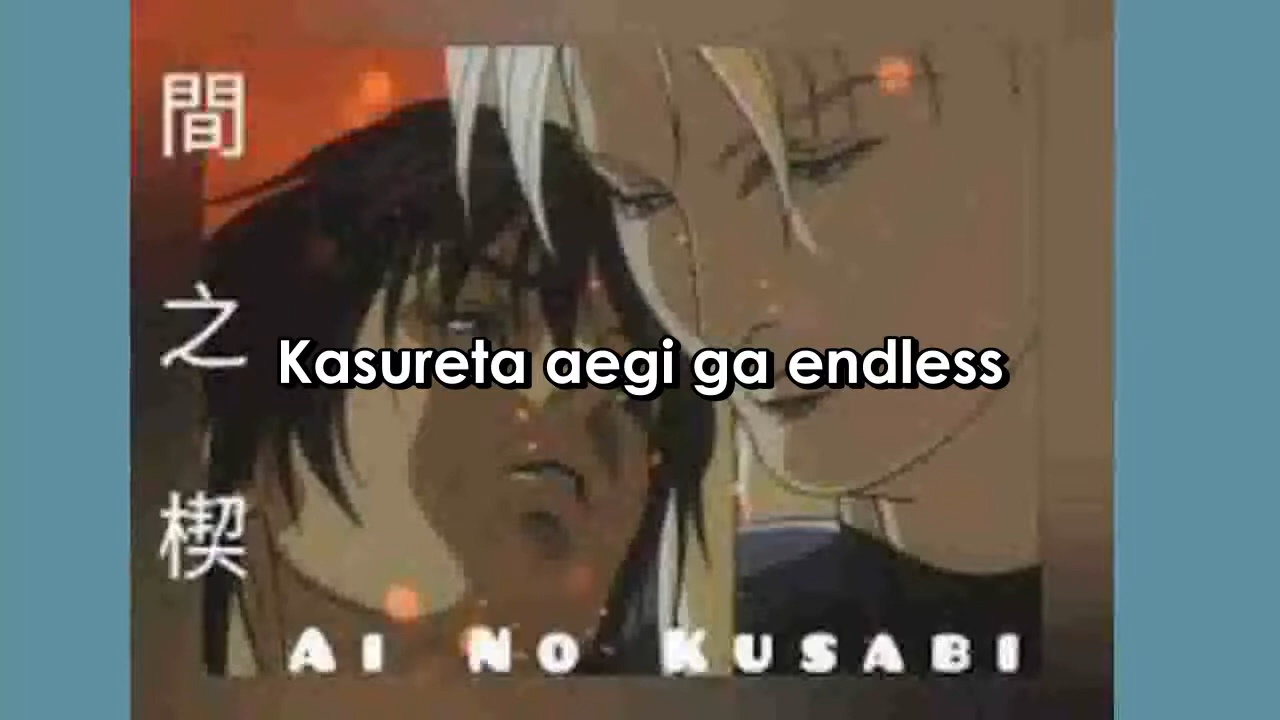 間之楔
Kasureta aegi ga endless
Ai No Kusabi